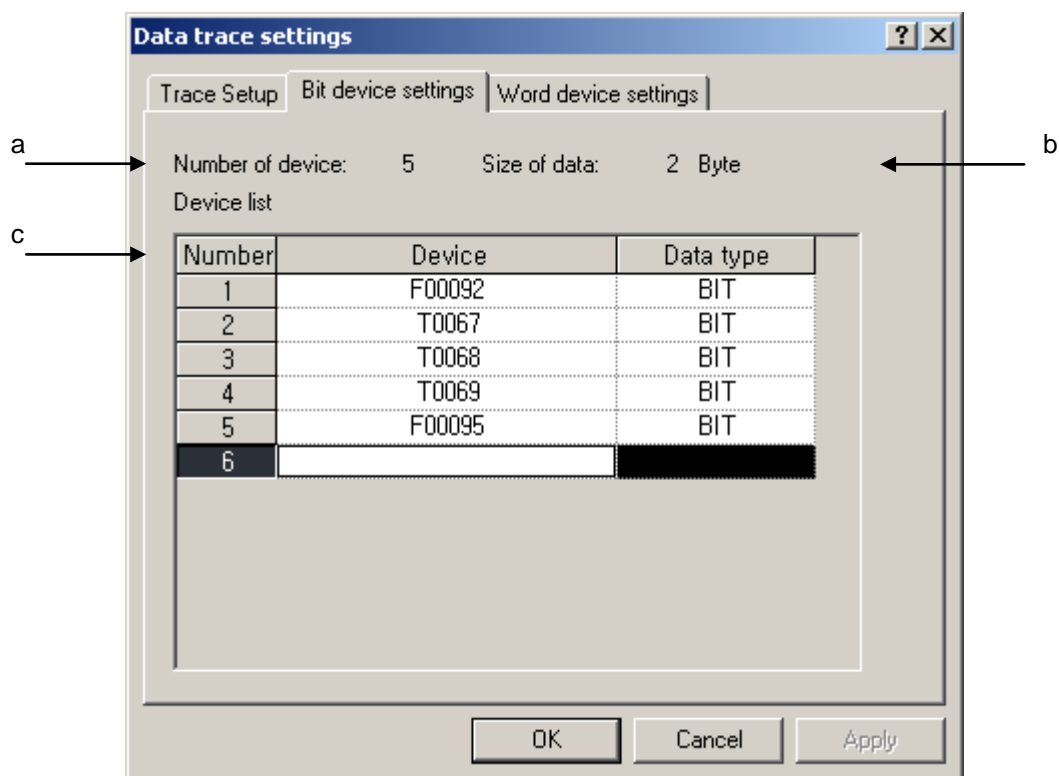 Data trace settings
Trace Setup Bit device settings Word device settings
a
b
Number of device: 5 Size of data: 2 Byte
Device list
c
Number Device Data type
1 F00092 BIT
2 T0067 BIT
3 T0068 BIT
4 T0069 BIT
5 F00095 BIT
6
OK Cancel Apply